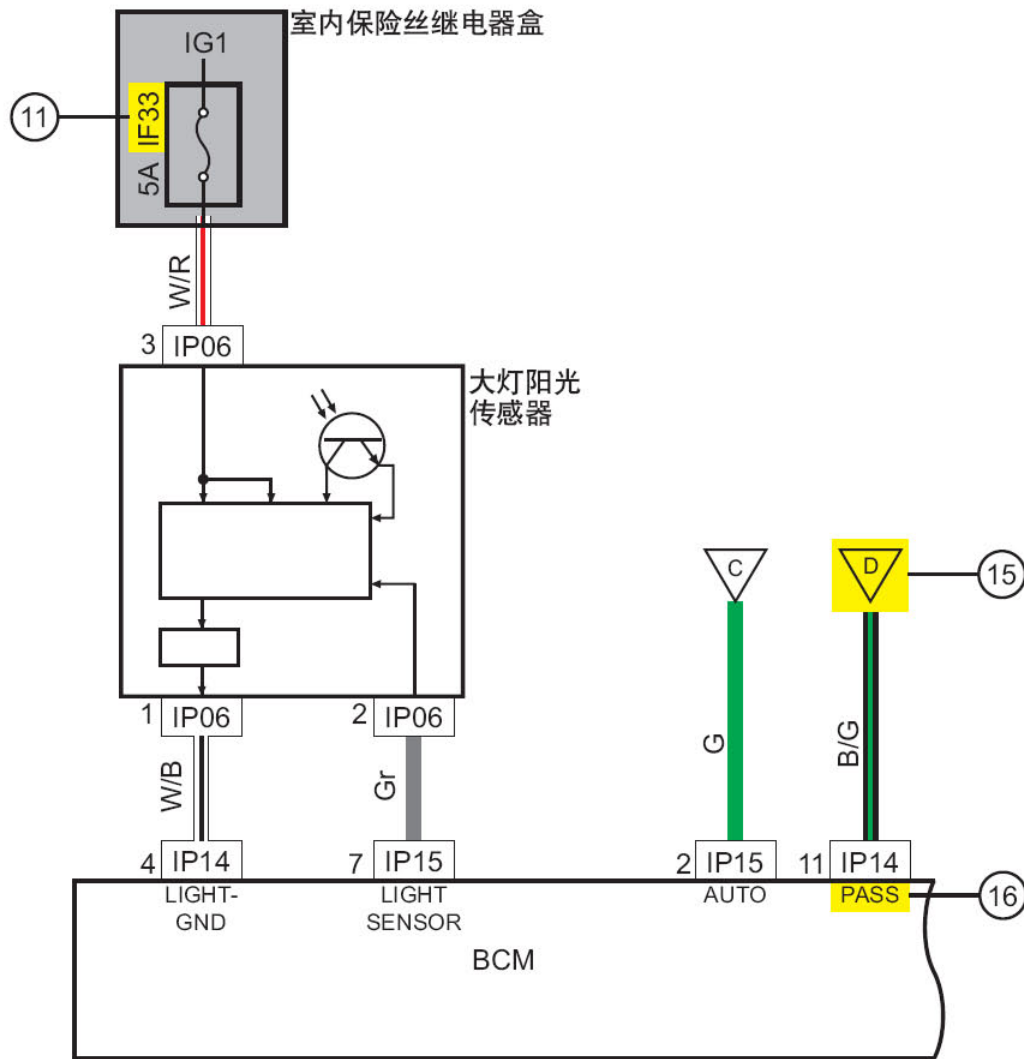 室内保险丝继电器盒
IG1
11
IF33
5A
W/R
3 IP06
大灯阳光
传感器
C
D
15
1 IP06
2 IP06
W/B
Gr
G
B/G
4 IP14
7 IP15
2 IP15
11 IP14
LIGHT-
GND
LIGHT
SENSOR
AUTO
PASS
16
BCM